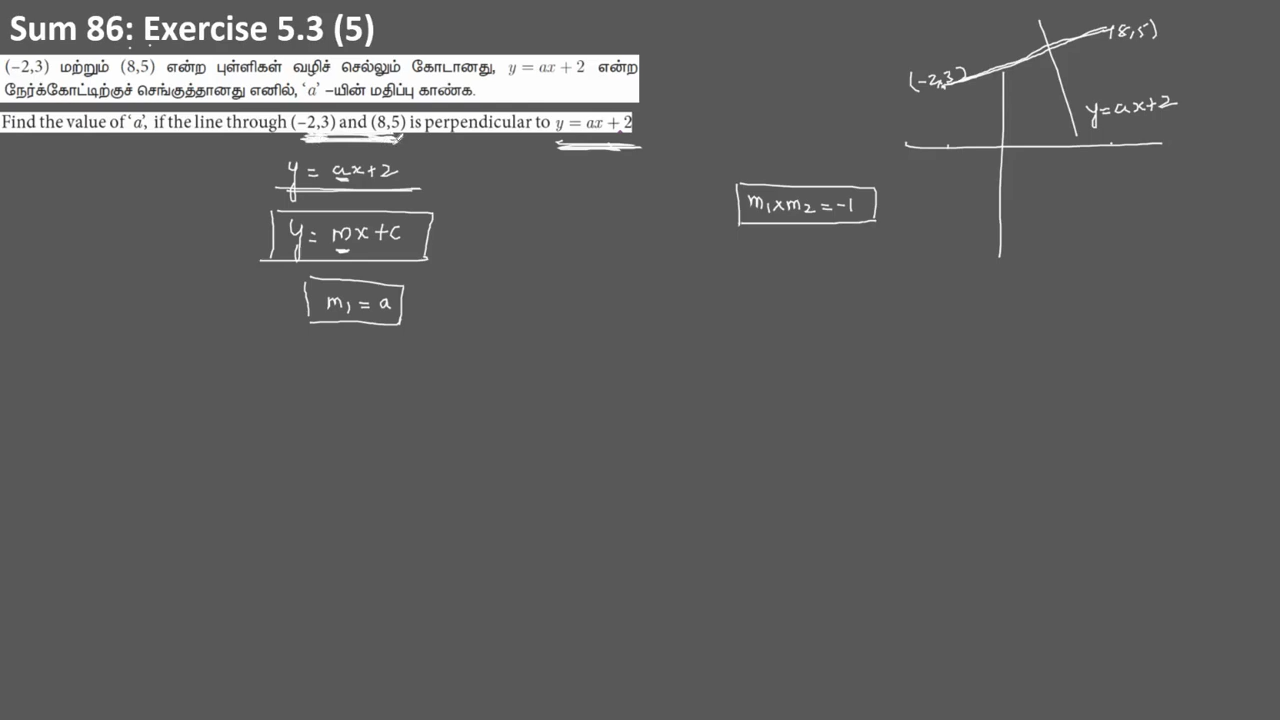 Sum 86: Exercise 5.3 (5)
(−2,3) மற்றும் (8,5) என்ற புள்ளிகள் வழிச் செல்லும் கோடானது, y = ax + 2 என்ற
நேர்க்கோட்டிற்குச் செங்குத்தானது எனில், ‘a’ -யின் மதிப்பு காண்க.
Find the value of ‘a’, if the line through (−2,3) and (8,5) is perpendicular to y = ax + 2
y = ax+2
y = mx+c
m₁ = a
m₁×m₂ = -1
(8,5)
(-2,3)
y=ax+2